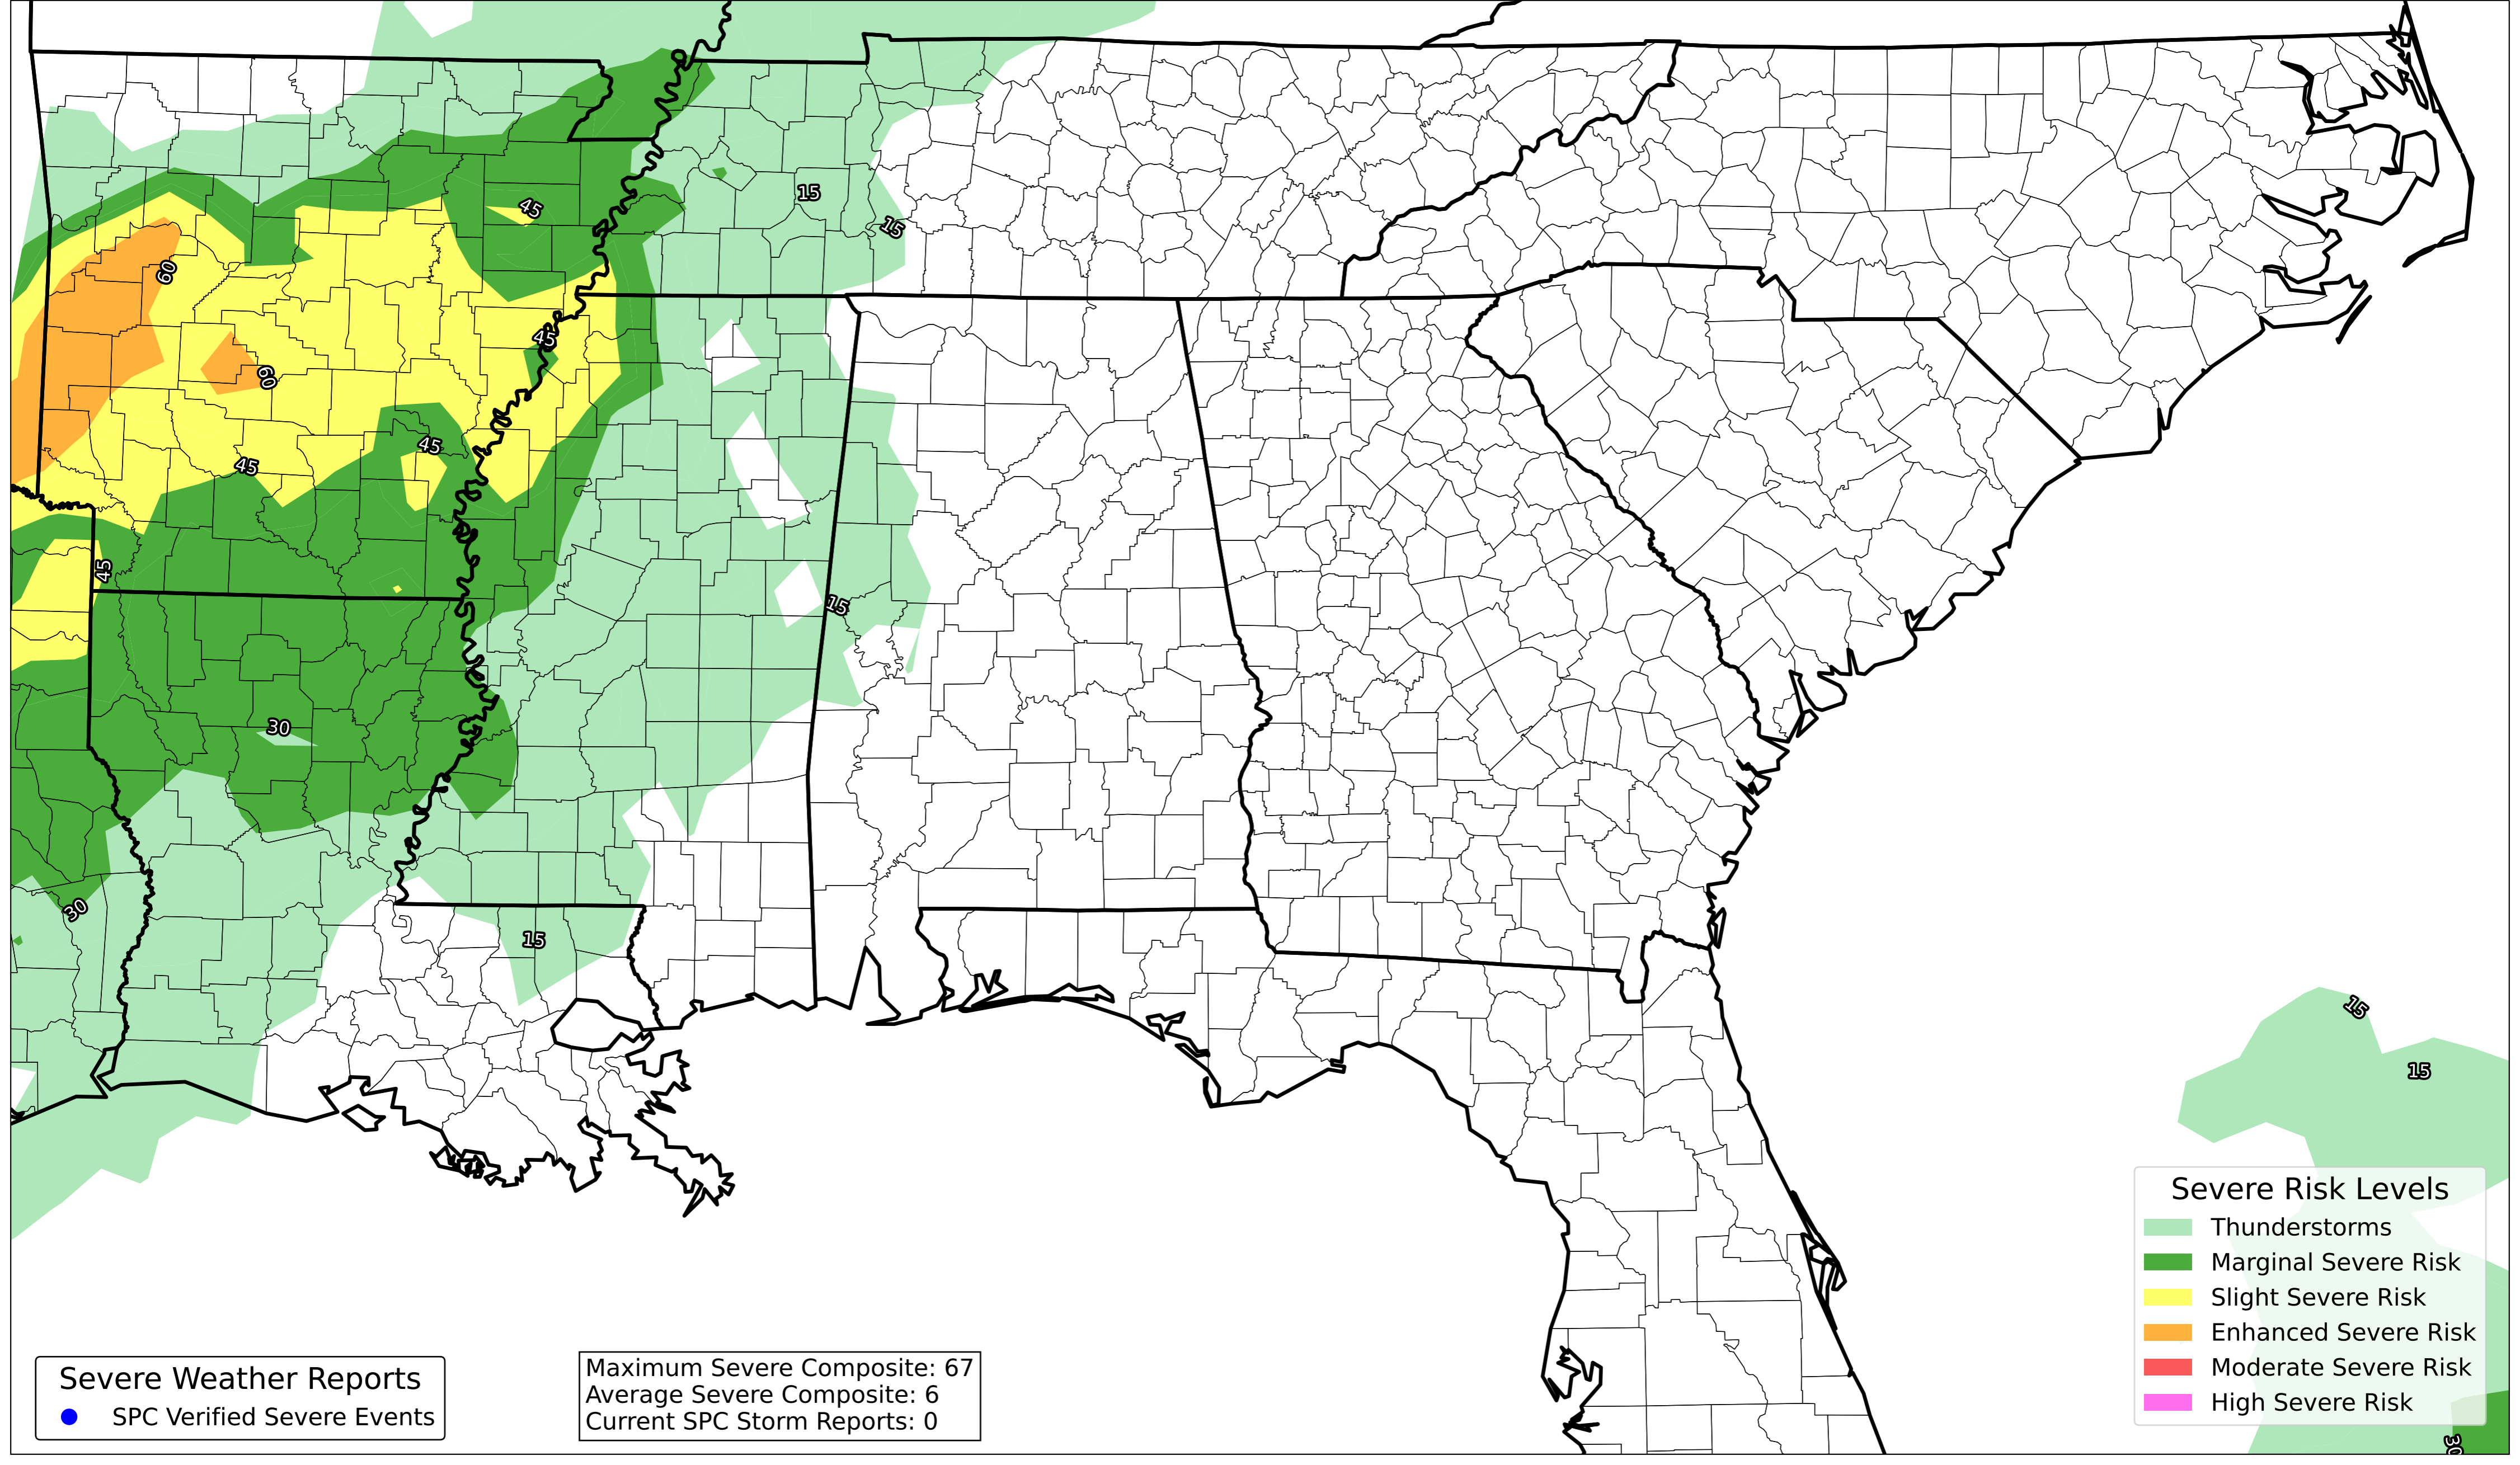 45
15
15
60
45
60
45
45
45
15
30
30
15
15
15
30
Severe Risk Levels
Thunderstorms
Marginal Severe Risk
Slight Severe Risk
Enhanced Severe Risk
Moderate Severe Risk
High Severe Risk
Severe Weather Reports
SPC Verified Severe Events
Maximum Severe Composite: 67
Average Severe Composite: 6
Current SPC Storm Reports: 0